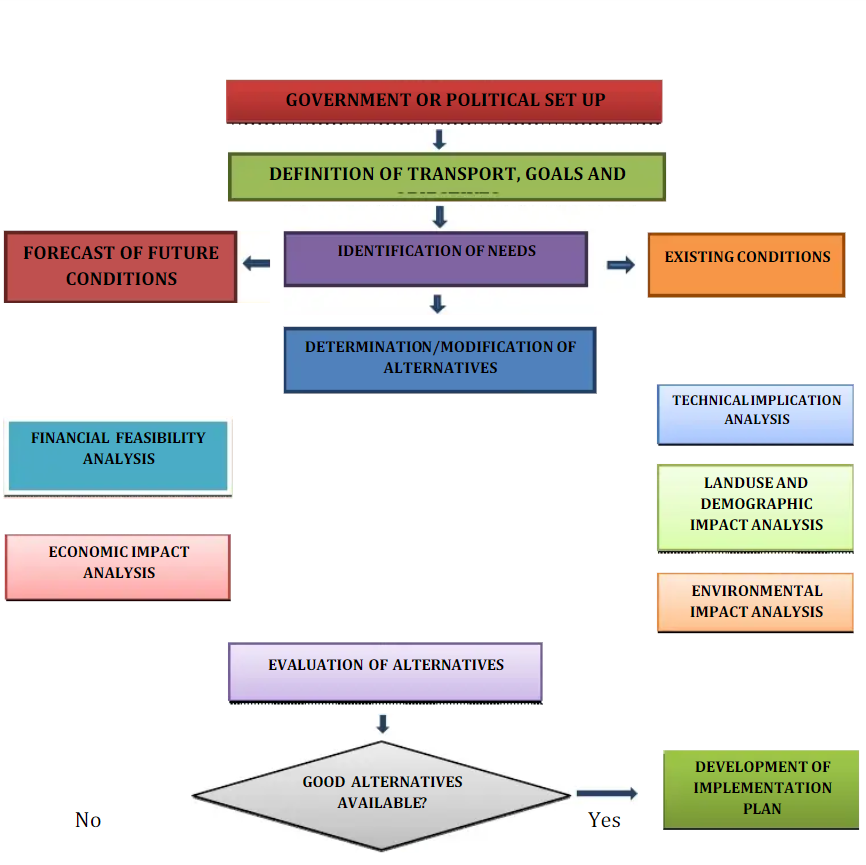 GOVERNMENT OR POLITICAL SET UP
DEFINITION OF TRANSPORT, GOALS AND
FORECAST OF FUTURE
CONDITIONS
IDENTIFICATION OF NEEDS
EXISTING CONDITIONS
DETERMINATION/MODIFICATION OF
ALTERNATIVES
FINANCIAL FEASIBILITY
ANALYSIS
TECHNICAL IMPLICATION
ANALYSIS
LANDUSE AND
DEMOGRAPHIC
IMPACT ANALYSIS
ECONOMIC IMPACT
ANALYSIS
ENVIRONMENTAL
IMPACT ANALYSIS
EVALUATION OF ALTERNATIVES
GOOD ALTERNATIVES
AVAILABLE?
DEVELOPMENT OF
IMPLEMENTATION
PLAN
No
Yes